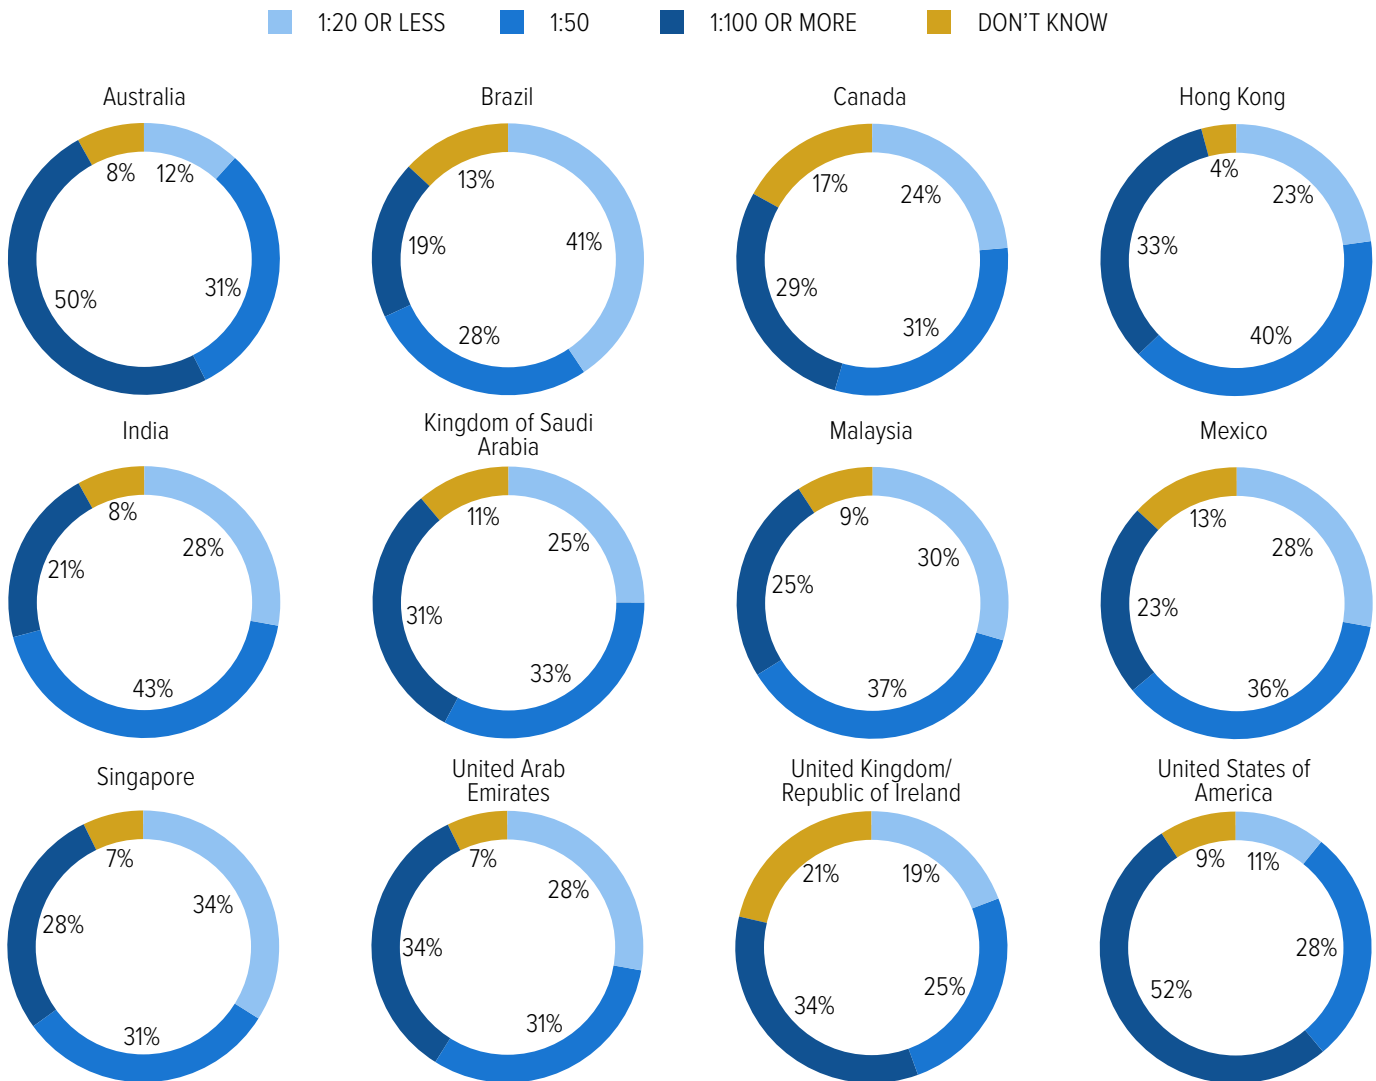 1:20 OR LESS
1:50
1:100 OR MORE
DON'T KNOW
Australia
8%
12%
31%
50%
Brazil
13%
41%
19%
28%
Canada
17%
24%
29%
31%
Hong Kong
4%
23%
33%
40%
India
8%
28%
21%
43%
Kingdom of Saudi
Arabia
11%
25%
31%
33%
Malaysia
9%
30%
25%
37%
Mexico
13%
28%
23%
36%
Singapore
7%
34%
28%
31%
United Arab
Emirates
7%
28%
34%
31%
United Kingdom/
Republic of Ireland
21%
19%
25%
34%
United States of
America
9%
11%
28%
52%